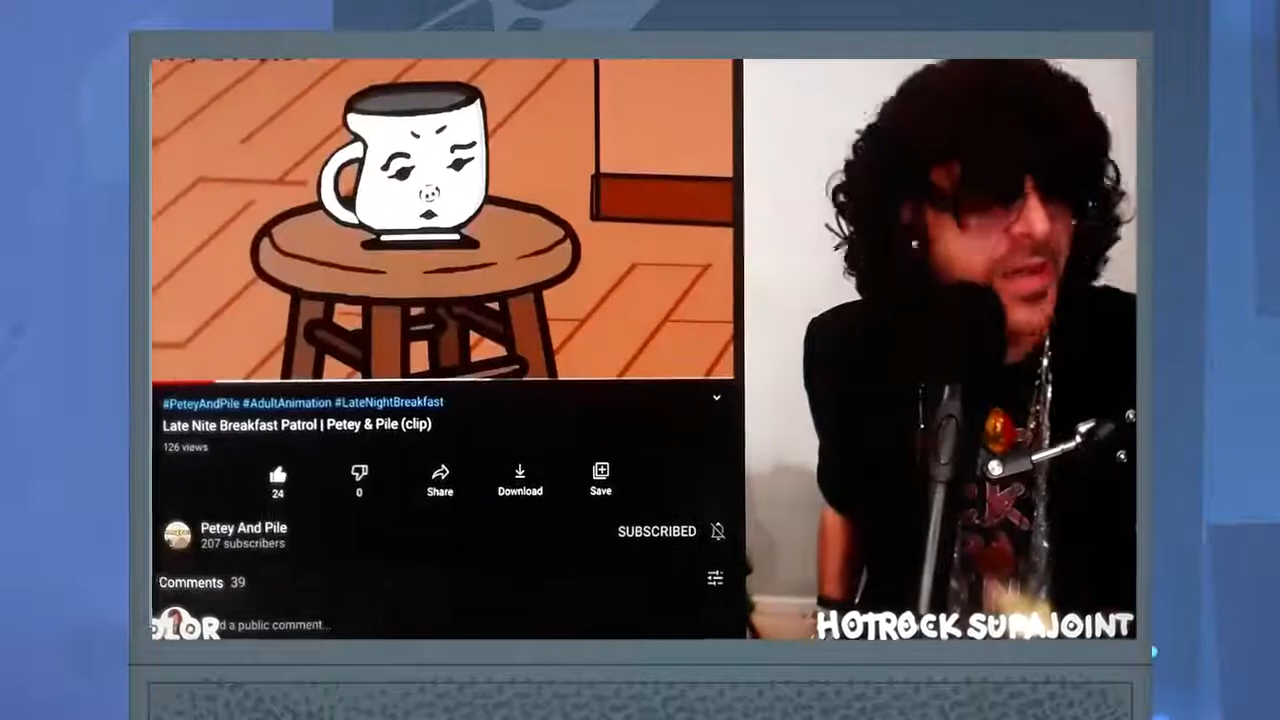 #PeteyAndPile #AdultAnimation #LateNightBreakfast
Late Nite Breakfast Patrol | Petey & Pile (clip)
126 views
24
0
Share
Download
Save
Petey And Pile
207 subscribers
SUBSCRIBED
Comments 39
d a public comment...
HOTROCK SUPAJOINT